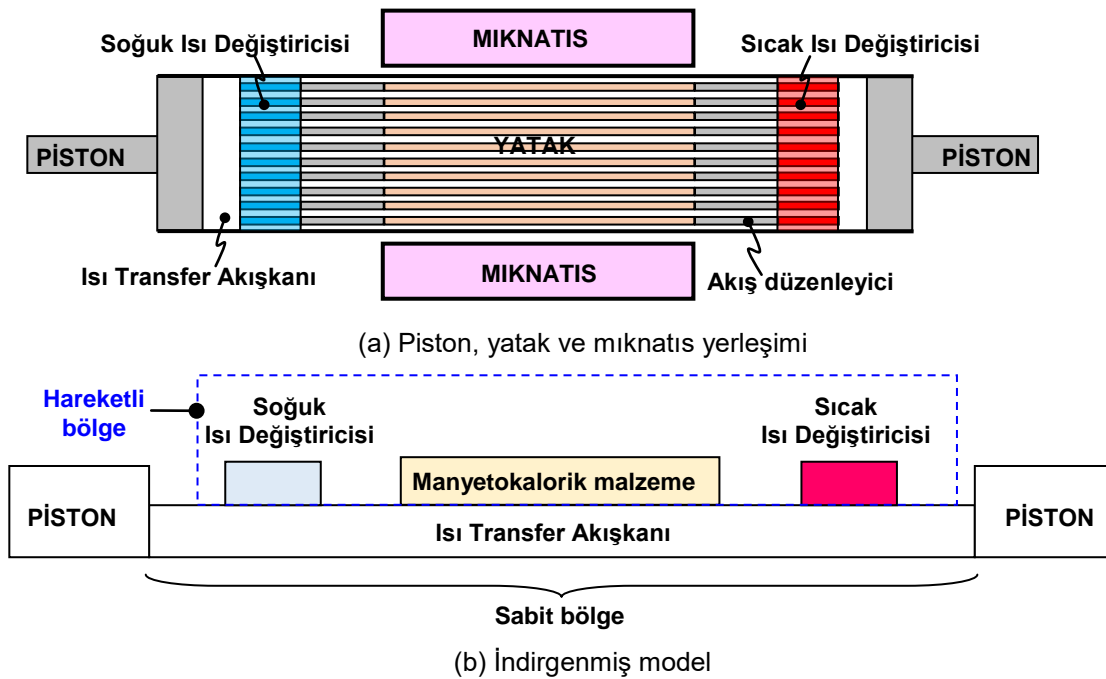 MIKNATIS
Soğuk Isı Değiştiricisi
Sıcak Isı Değiştiricisi
PİSTON
YATAK
PİSTON
Isı Transfer Akışkanı
MIKNATIS
Akış düzenleyici
(a) Piston, yatak ve mıknatıs yerleşimi
Hareketli
bölge
Soğuk
Isı Değiştiricisi
Sıcak
Isı Değiştiricisi
Manyetokalorik malzeme
PİSTON
Isı Transfer Akışkanı
PİSTON
Sabit bölge
(b) İndirgenmiş model